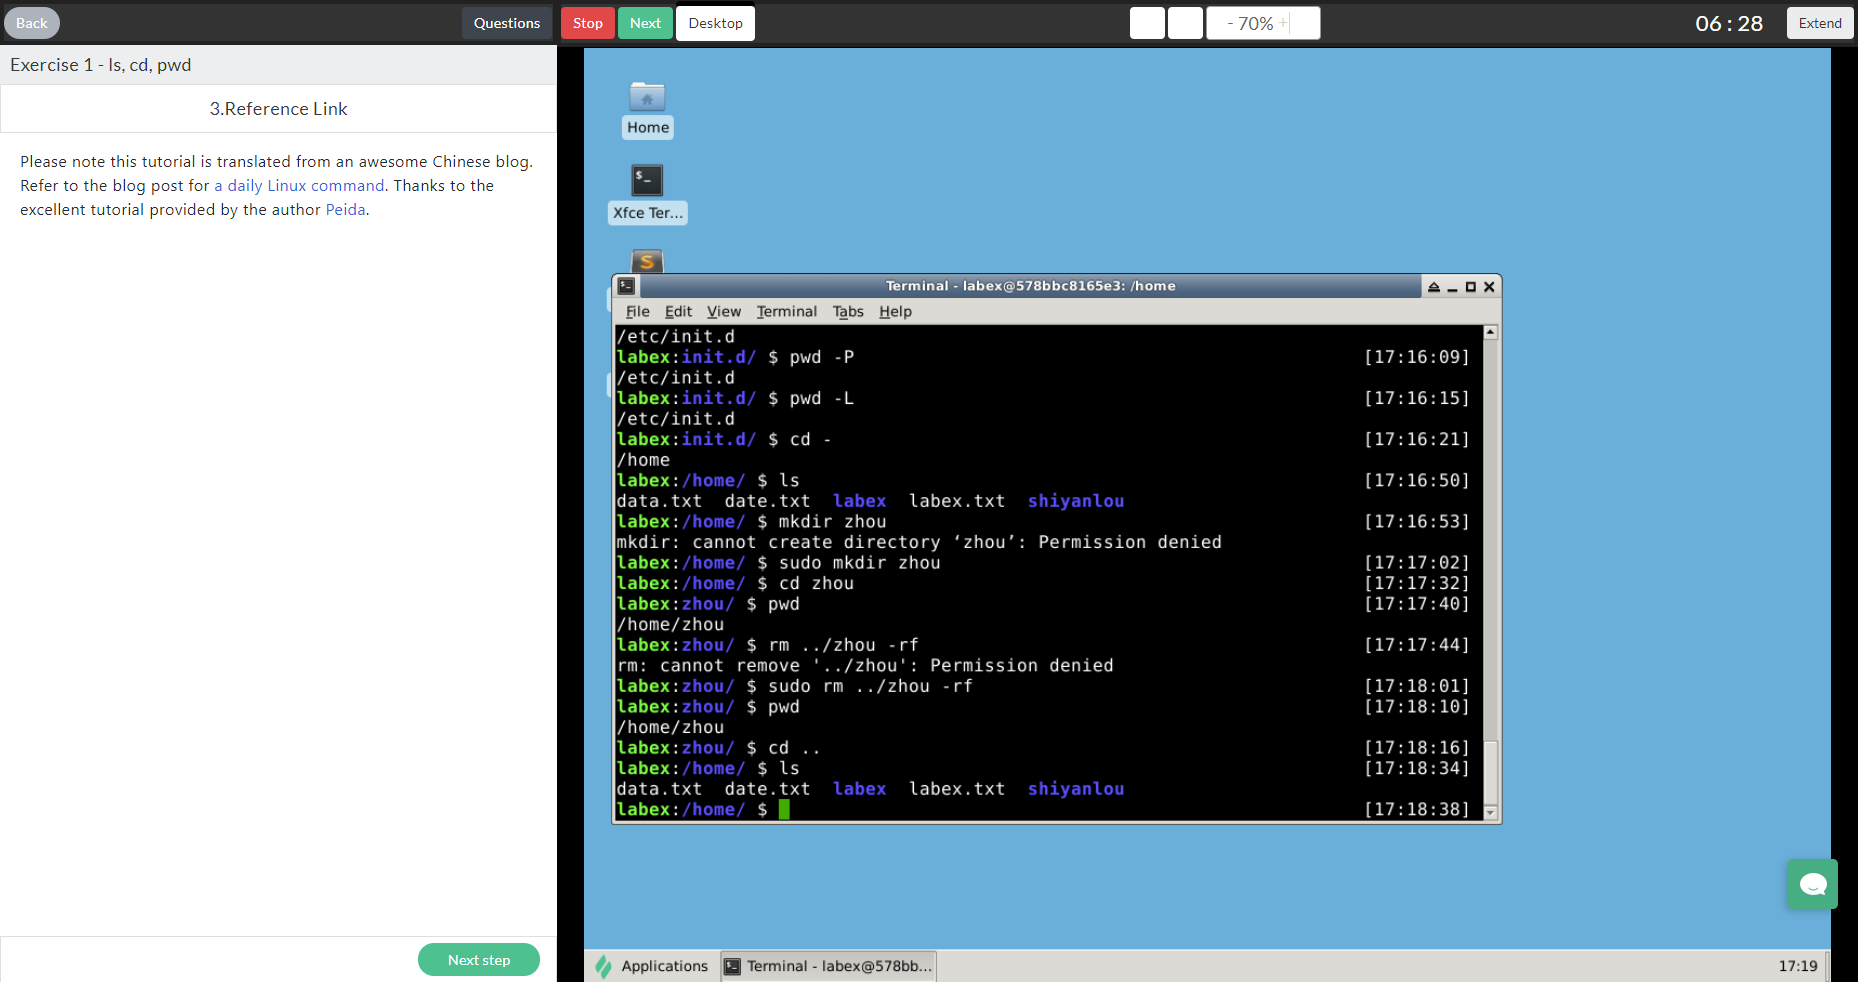 Back
Questions
Stop
Next
Desktop
- 70% +
06 : 28
Extend
Exercise 1 - ls, cd, pwd
3.Reference Link
Please note this tutorial is translated from an awesome Chinese blog.
Refer to the blog post for a daily Linux command. Thanks to the
excellent tutorial provided by the author Peida.
Next step
Home
$_
Xfce Ter...
S
Terminal - labex@578bbc8165e3: /home
File Edit View Terminal Tabs Help
/etc/init.d
labex:init.d/ $ pwd -P [17:16:09]
/etc/init.d
labex:init.d/ $ pwd -L [17:16:15]
/etc/init.d
labex:init.d/ $ cd - [17:16:21]
/home
labex:/home/ $ ls [17:16:50]
data.txt date.txt labex labex.txt shiyanlou
labex:/home/ $ mkdir zhou [17:16:53]
mkdir: cannot create directory ‘zhou’: Permission denied
labex:/home/ $ sudo mkdir zhou [17:17:02]
labex:/home/ $ cd zhou [17:17:32]
labex:zhou/ $ pwd [17:17:40]
/home/zhou
labex:zhou/ $ rm ../zhou -rf [17:17:44]
rm: cannot remove '../zhou': Permission denied
labex:zhou/ $ sudo rm ../zhou -rf [17:18:01]
labex:zhou/ $ pwd [17:18:10]
/home/zhou
labex:zhou/ $ cd .. [17:18:16]
labex:/home/ $ ls [17:18:34]
data.txt date.txt labex labex.txt shiyanlou
labex:/home/ $ [17:18:38]
Applications
Terminal - labex@578bb...
17:19